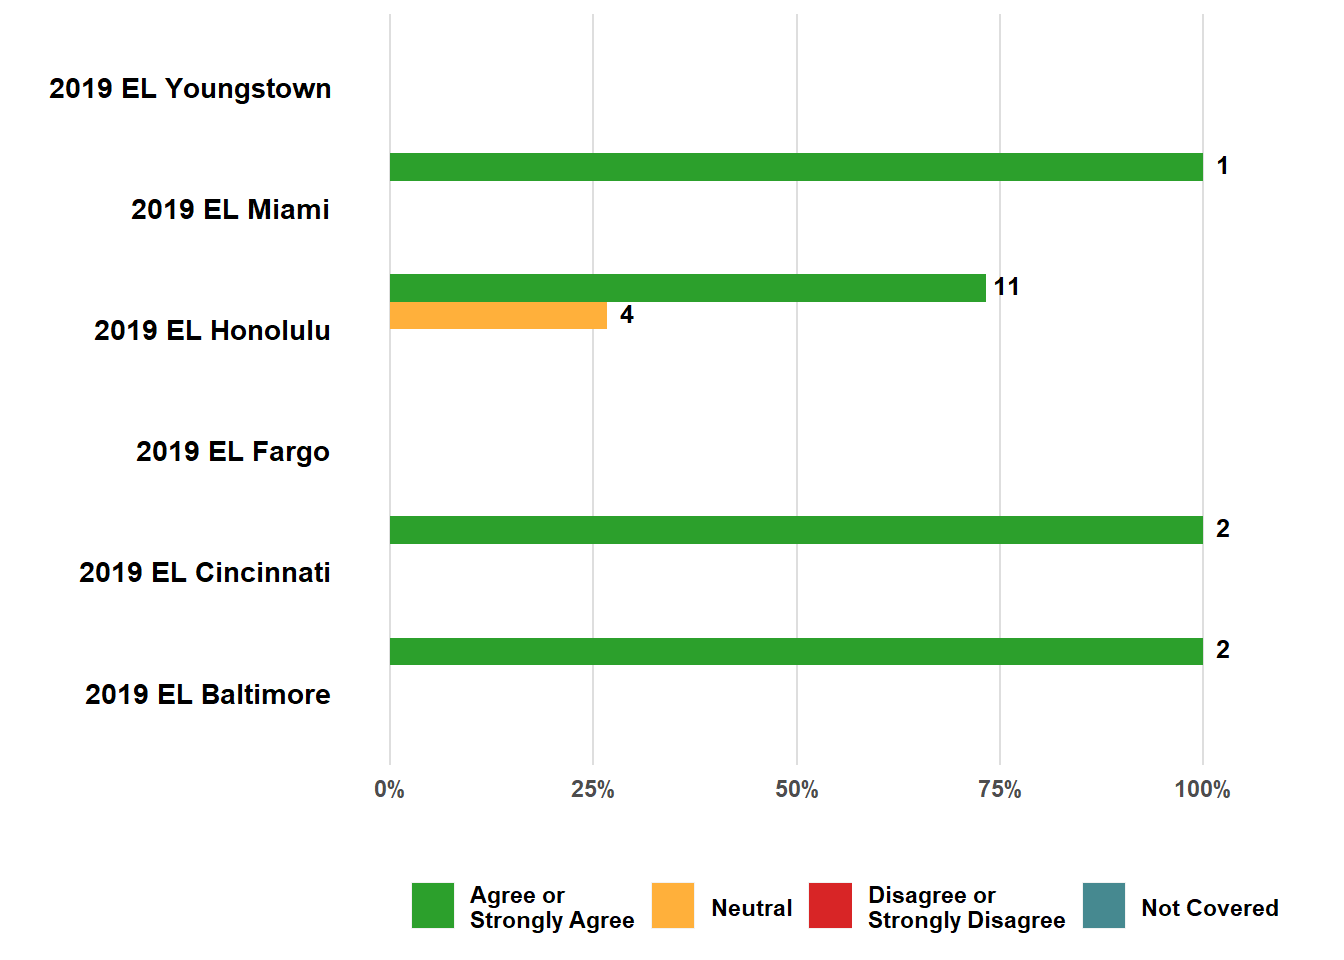 2019 EL Youngstown
1
2019 EL Miami
11
4
2019 EL Honolulu
2019 EL Fargo
2
2019 EL Cincinnati
2
2019 EL Baltimore
0%
25%
50%
75%
100%
Agree or
Strongly Agree
Neutral
Disagree or
Strongly Disagree
Not Covered